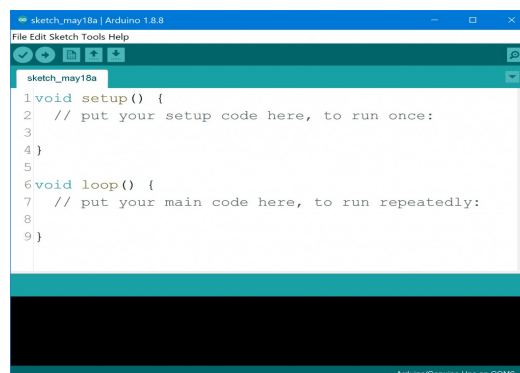 sketch_may18a | Arduino 1.8.8
File Edit Sketch Tools Help
sketch_may18a
1 void setup() {
2 // put your setup code here, to run once:
3
4 }
5
6 void loop() {
7 // put your main code here, to run repeatedly:
8
9 }